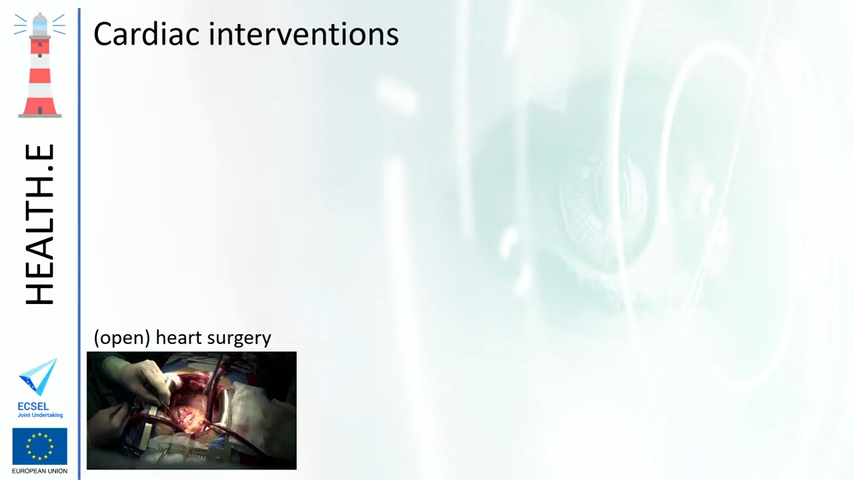 Cardiac interventions
HEALTH.E
(open) heart surgery
ECSEL
Joint Undertaking
EUROPEAN UNION